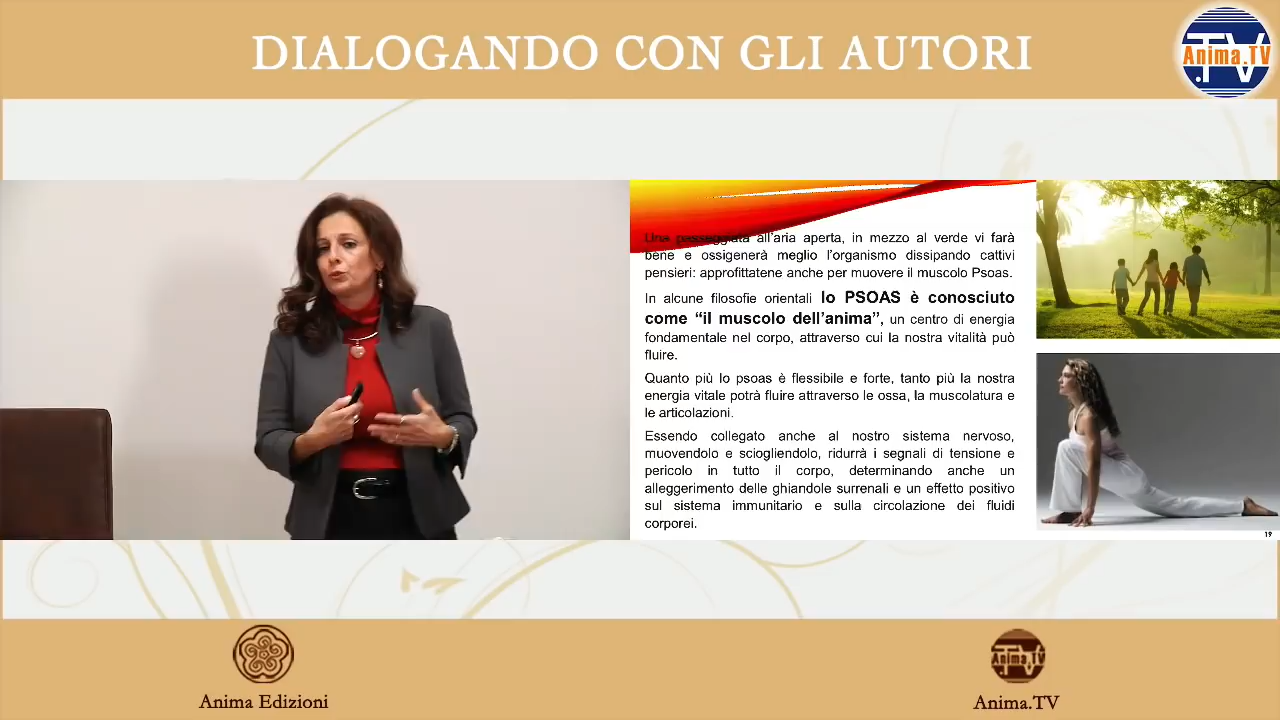 DIALOGANDO CON GLI AUTORI
Anima.TV
Una passeggiata all'aria aperta, in mezzo al verde vi farà
bene e ossigenerà meglio l'organismo dissipando cattivi
pensieri: approfittatene anche per muovere il muscolo Psoas.
In alcune filosofie orientali lo PSOAS è conosciuto
come “il muscolo dell'anima”, un centro di energia
fondamentale nel corpo, attraverso cui la nostra vitalità può
fluire.
Quanto più lo psoas è flessibile e forte, tanto più la nostra
energia vitale potrà fluire attraverso le ossa, la muscolatura e
le articolazioni.
Essendo collegato anche al nostro sistema nervoso,
muovendolo e sciogliendolo, ridurrà i segnali di tensione e
pericolo in tutto il corpo, determinando anche un
alleggerimento delle ghiandole surrenali e un effetto positivo
sul sistema immunitario e sulla circolazione dei fluidi
corporei.
19
Anima Edizioni
Anima.TV
Anima.TV